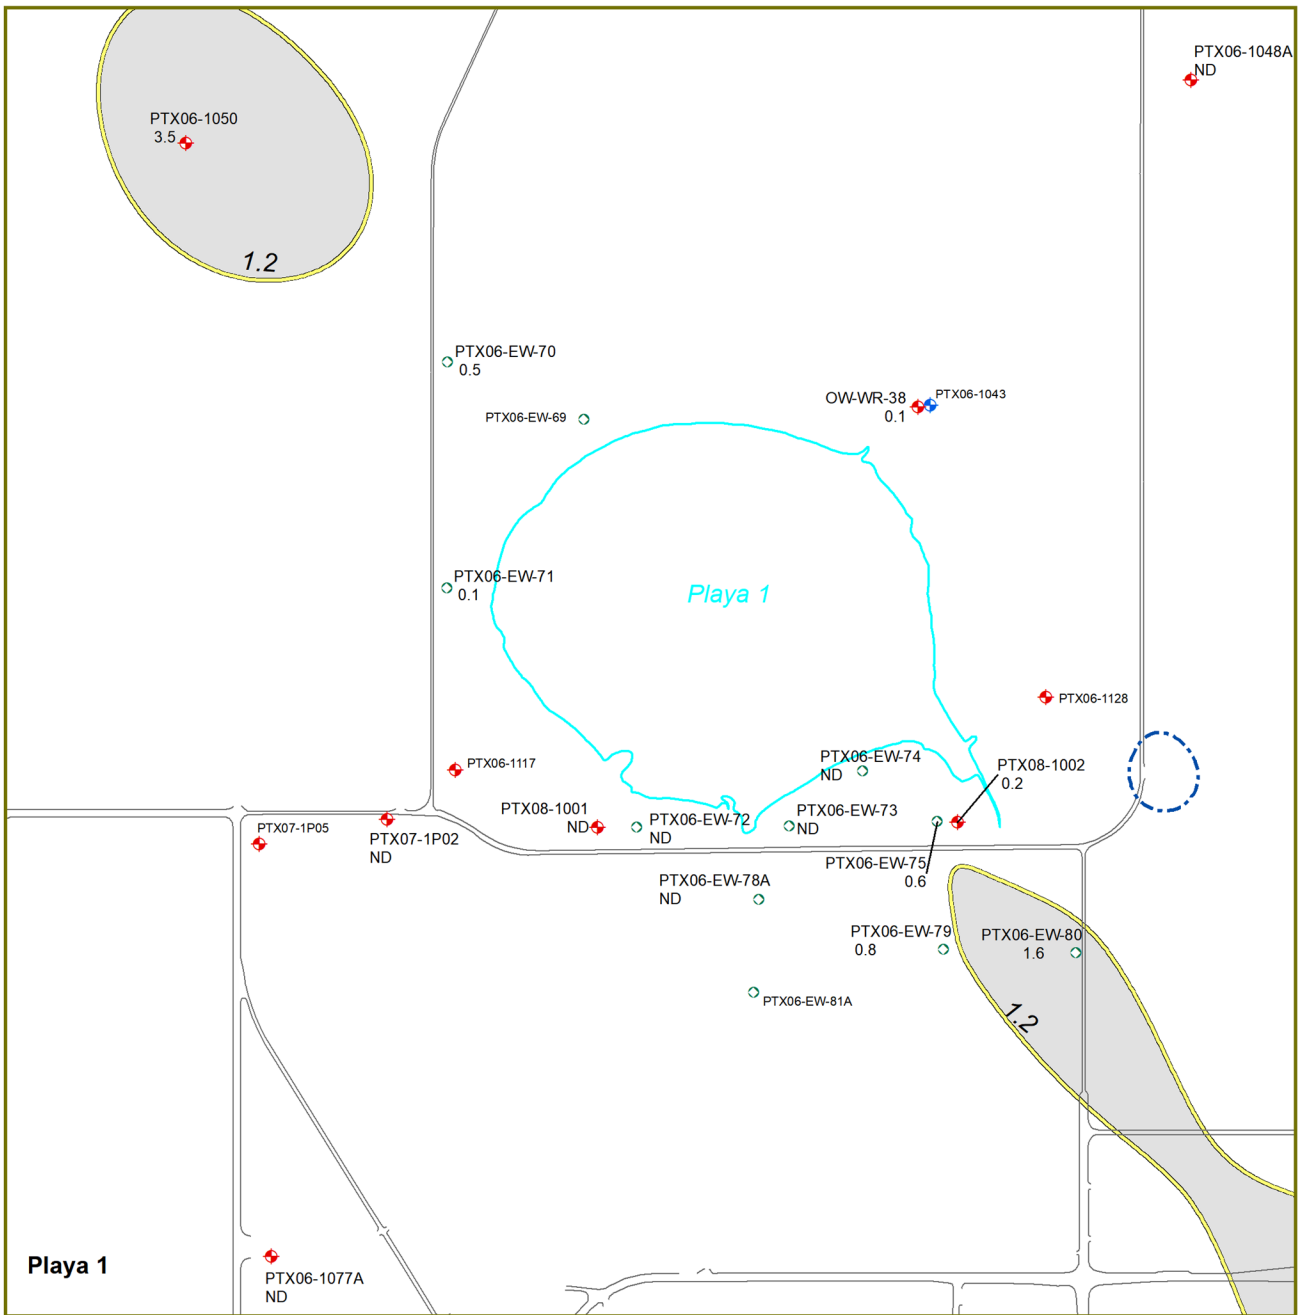 PTX06-1048A
ND
PTX06-1050
3.5
1.2
PTX06-EW-70
0.5
OW-WR-38
0.1
PTX06-1043
PTX06-EW-69
PTX06-EW-71
0.1
Playa 1
PTX06-1128
PTX06-EW-74
ND
PTX06-1117
PTX08-1002
0.2
PTX08-1001
ND
PTX06-EW-72
ND
PTX06-EW-73
ND
PTX07-1P05
PTX07-1P02
ND
PTX06-EW-75
0.6
PTX06-EW-78A
ND
PTX06-EW-79
0.8
PTX06-EW-80
1.6
PTX06-EW-81A
1.2
Playa 1
PTX06-1077A
ND